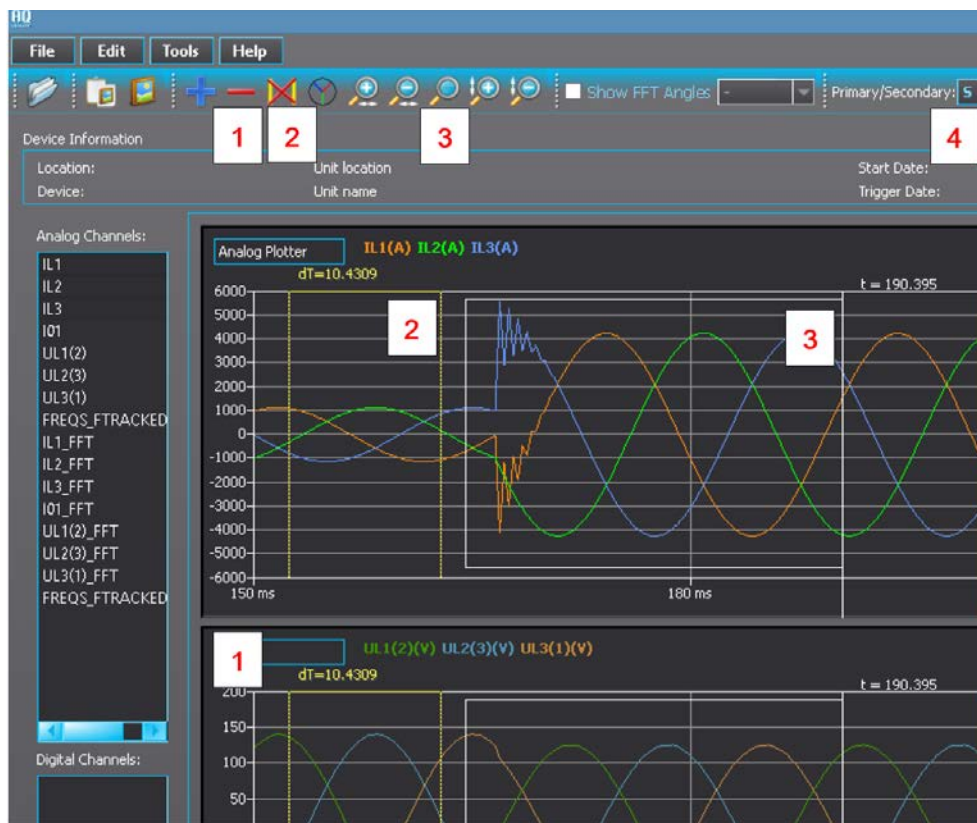 AQ
File Edit Tools Help
Show FFT Angles - Primary/Secondary: S
1 2 3 4
Device Information
Location: Unit location Start Date:
Device: Unit name Trigger Date:
Analog Channels:
IL1
IL2
IL3
I01
UL1(2)
UL2(3)
UL3(1)
FREQS_FTRACKED
IL1_FFT
IL2_FFT
IL3_FFT
I01_FFT
UL1(2)_FFT
UL2(3)_FFT
UL3(1)_FFT
FREQS_FTRACKED
Digital Channels:
Analog Plotter IL1(A) IL2(A) IL3(A)
dT=10.4309 t = 190.395
6000
5000
4000
3000
2000
1000
0
-1000
-2000
-3000
-4000
-5000
-6000
2 3
150 ms 180 ms
1 UL1(2)(V) UL2(3)(V) UL3(1)(V)
dT=10.4309 t = 190.395
200
150
100
50